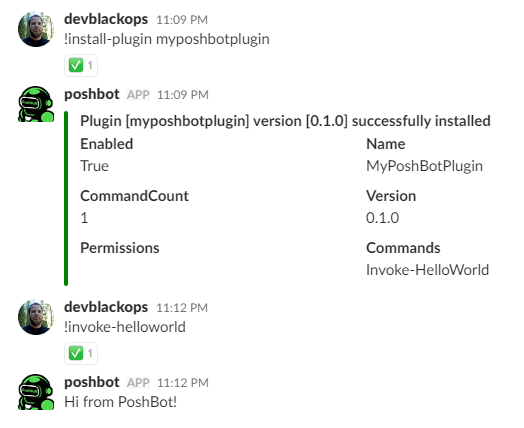 devblackops 11:09 PM
!install-plugin myposhbotplugin
1
poshbot APP 11:09 PM
Plugin [myposhbotplugin] version [0.1.0] successfully installed
Enabled Name
True MyPoshBotPlugin
CommandCount Version
1 0.1.0
Permissions Commands
Invoke-HelloWorld
devblackops 11:12 PM
!invoke-helloworld
1
poshbot APP 11:12 PM
Hi from PoshBot!